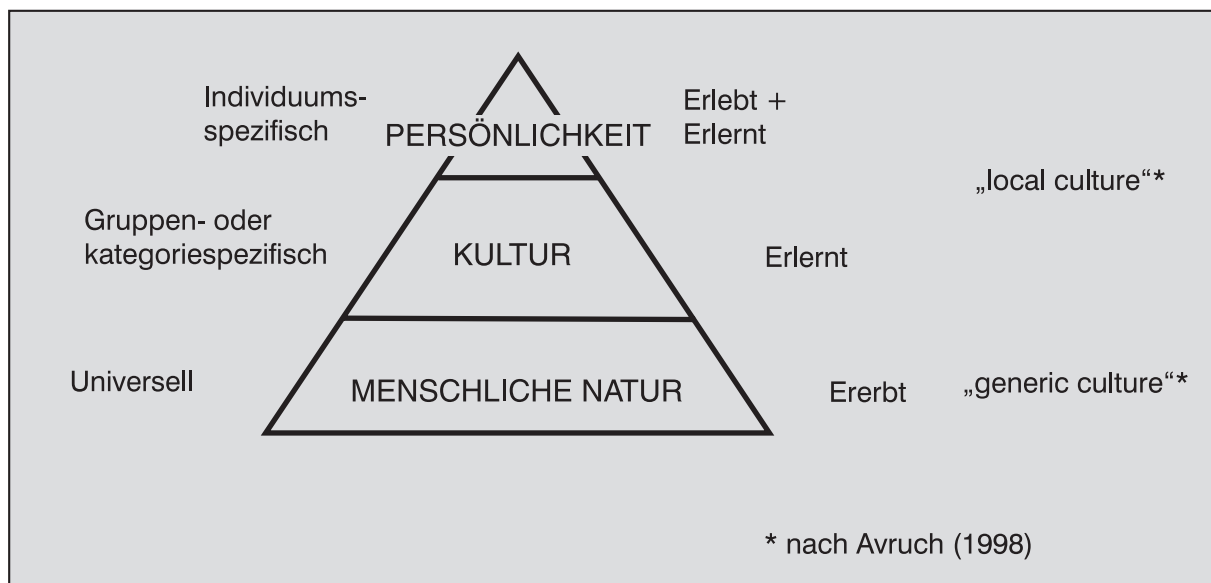 Individuums-
spezifisch
PERSÖNLICHKEIT
Erlebt +
Erlernt
„local culture“*
Gruppen- oder
kategoriespezifisch
KULTUR
Erlernt
Universell
MENSCHLICHE NATUR
Ererbt
„generic culture“*
* nach Avruch (1998)